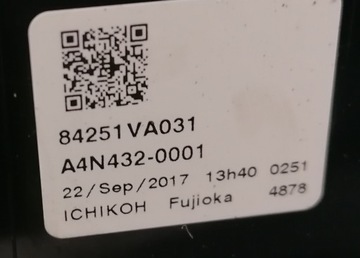 84251VA031
A4N432-0001
22/Sep/2017 13h40 0251
ICHIKOH Fujioka 4878